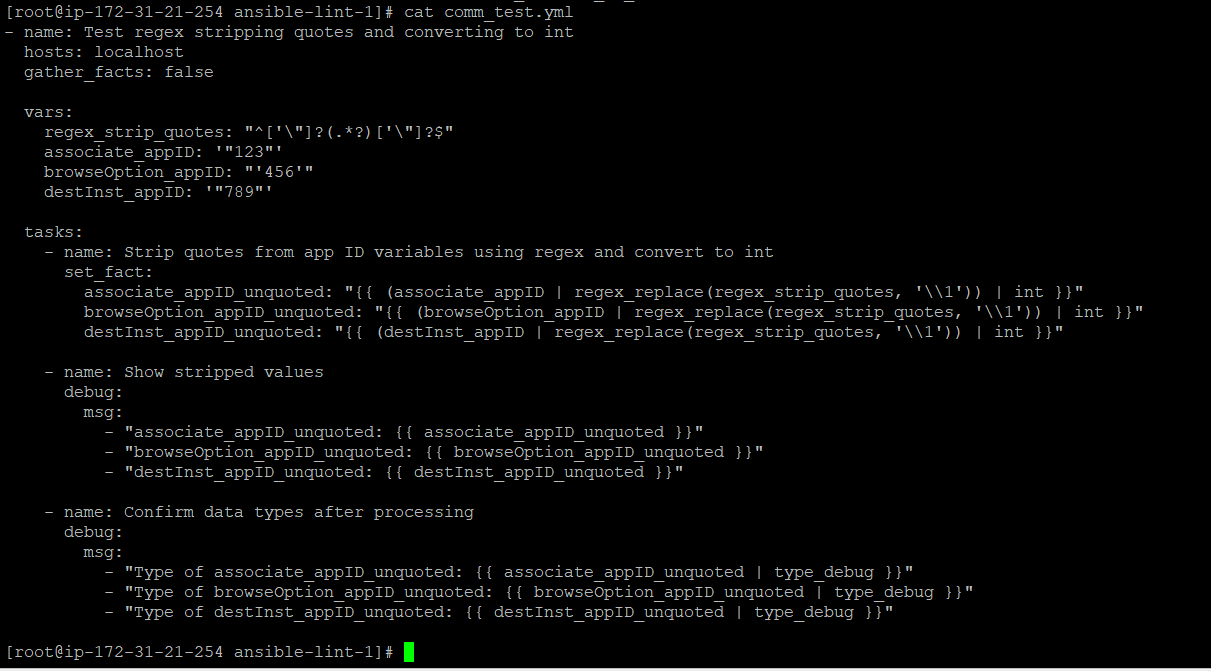 [root@ip-172-31-21-254 ansible-lint-1]# cat comm_test.yml
- name: Test regex stripping quotes and converting to int
  hosts: localhost
  gather_facts: false

  vars:
    regex_strip_quotes: "^['\"]?(.*?)['\"]?$"
    associate_appID: '"123"'
    browseOption_appID: "'456'"
    destInst_appID: '"789"'

  tasks:
    - name: Strip quotes from app ID variables using regex and convert to int
      set_fact:
        associate_appID_unquoted: "{{ (associate_appID | regex_replace(regex_strip_quotes, '\\1')) | int }}"
        browseOption_appID_unquoted: "{{ (browseOption_appID | regex_replace(regex_strip_quotes, '\\1')) | int }}"
        destInst_appID_unquoted: "{{ (destInst_appID | regex_replace(regex_strip_quotes, '\\1')) | int }}"

    - name: Show stripped values
      debug:
        msg:
          - "associate_appID_unquoted: {{ associate_appID_unquoted }}"
          - "browseOption_appID_unquoted: {{ browseOption_appID_unquoted }}"
          - "destInst_appID_unquoted: {{ destInst_appID_unquoted }}"

    - name: Confirm data types after processing
      debug:
        msg:
          - "Type of associate_appID_unquoted: {{ associate_appID_unquoted | type_debug }}"
          - "Type of browseOption_appID_unquoted: {{ browseOption_appID_unquoted | type_debug }}"
          - "Type of destInst_appID_unquoted: {{ destInst_appID_unquoted | type_debug }}"

[root@ip-172-31-21-254 ansible-lint-1]#